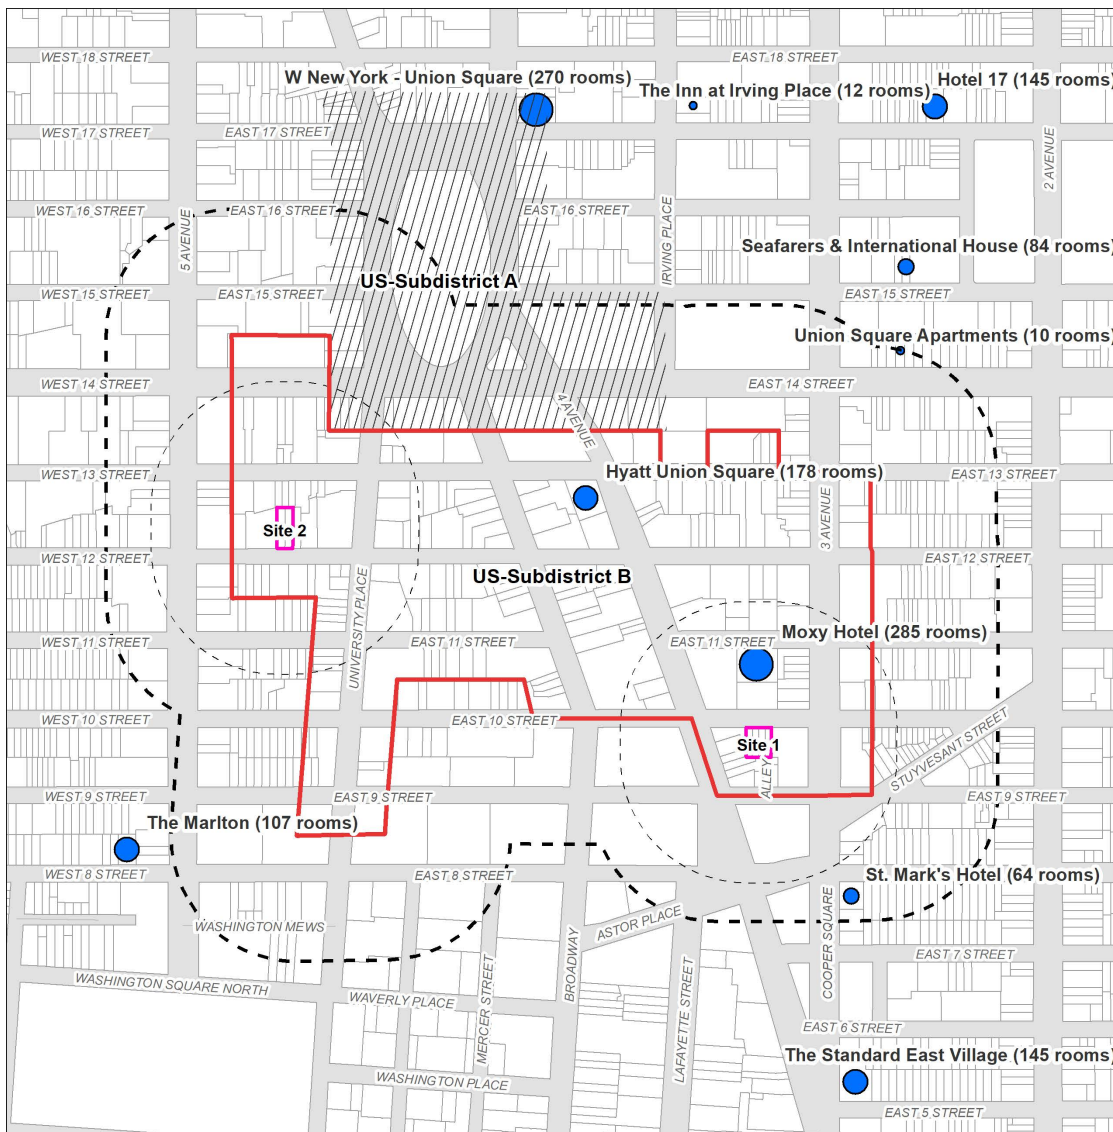 WEST 18 STREET
EAST 18 STREET
W New York - Union Square (270 rooms)
The Inn at Irving Place (12 rooms)
Hotel 17 (145 rooms)
WEST 17 STREET
EAST 17 STREET
2 AVENUE
WEST 16 STREET
EAST 16 STREET
EAST 16 STREET
5 AVENUE
IRVING PLACE
Seafarers & International House (84 rooms)
US-Subdistrict A
WEST 15 STREET
EAST 15 STREET
EAST 15 STREET
Union Square Apartments (10 rooms)
WEST 14 STREET
EAST 14 STREET
4 AVENUE
WEST 13 STREET
Hyatt Union Square (178 rooms)
EAST 13 STREET
3 AVENUE
Site 2
WEST 12 STREET
EAST 12 STREET
US-Subdistrict B
UNIVERSITY PLACE
WEST 11 STREET
EAST 11 STREET
EAST 11 STREET
Moxy Hotel (285 rooms)
WEST 10 STREET
EAST 10 STREET
Site 1
ALLEY
STUYVESANT STREET
WEST 9 STREET
EAST 9 STREET
EAST 9 STREET
The Marlton (107 rooms)
WEST 8 STREET
EAST 8 STREET
St. Mark's Hotel (64 rooms)
WASHINGTON MEWS
ASTOR PLACE
COOPER SQUARE
EAST 7 STREET
WASHINGTON SQUARE NORTH
WAVERLY PLACE
MERCER STREET
BROADWAY
LAFAYETTE STREET
EAST 6 STREET
The Standard East Village (145 rooms)
WASHINGTON PLACE
EAST 5 STREET